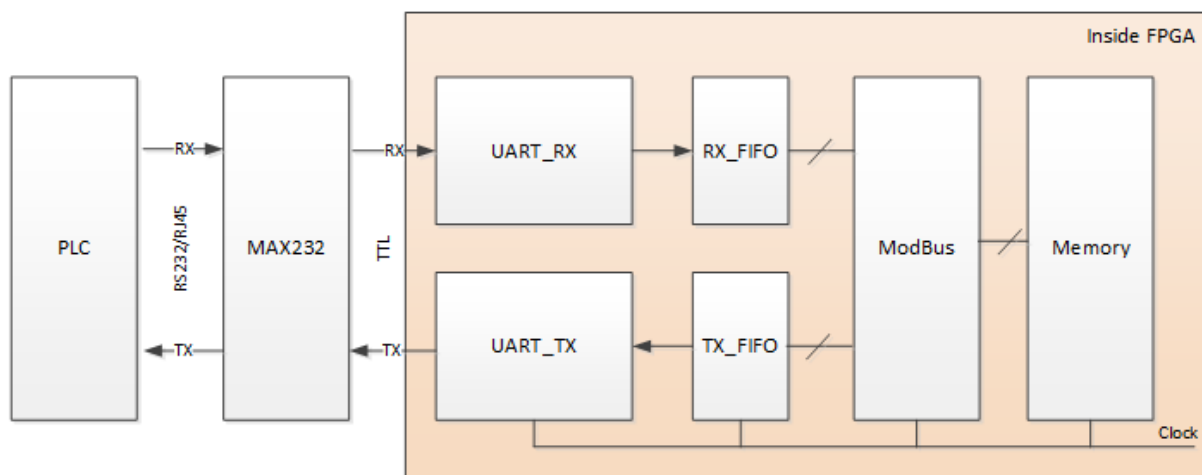 Inside FPGA
PLC
RX
RS232/RJ45
TX
MAX232
RX
TTL
TX
UART_RX
RX_FIFO
UART_TX
TX_FIFO
ModBus
Memory
Clock